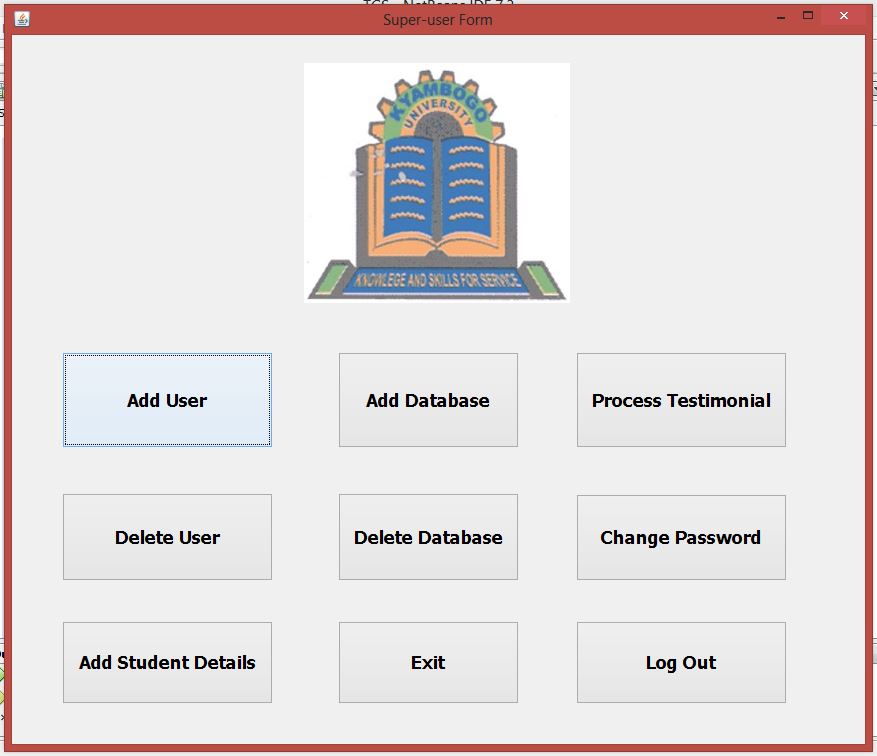 Super-user Form
KYAMBOGO
UNIVERSITY
KNOWLEGE AND SKILLS FOR SERVICE
Add User
Add Database
Process Testimonial
Delete User
Delete Database
Change Password
Add Student Details
Exit
Log Out